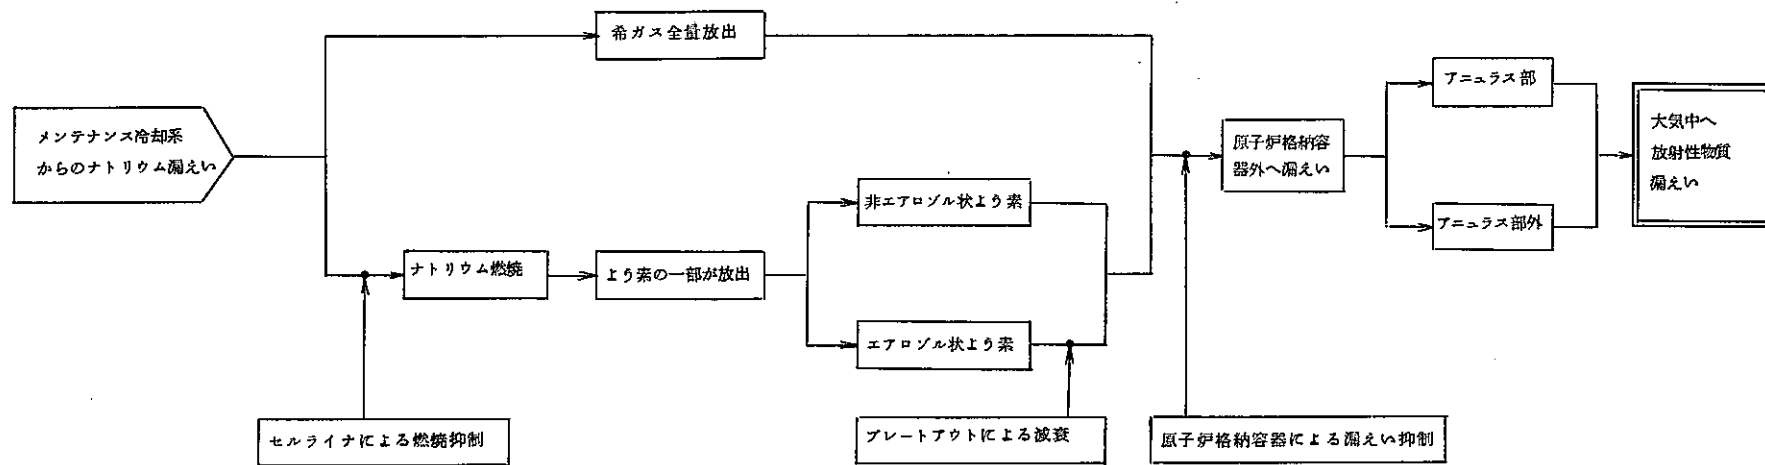 希ガス全量放出
アニュラス部
メンテナンス冷却系
からのナトリウム漏えい
原子炉格納容
器外へ漏えい
大気中へ
放射性物質
漏えい
非エアロゾル状よう素
アニュラス部外
ナトリウム燃焼
よう素の一部が放出
エアロゾル状よう素
セルライナによる燃焼抑制
プレートアウトによる減衰
原子炉格納容器による漏えい抑制